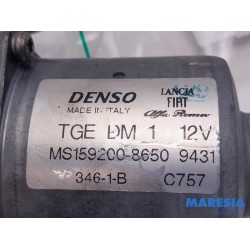 DENSO
MADE IN ITALY
LANCIA
FIAT
Alfa Romeo
TGE DM 1 12V
MS159200-8650 9431
346-1-B C757
MARESIA